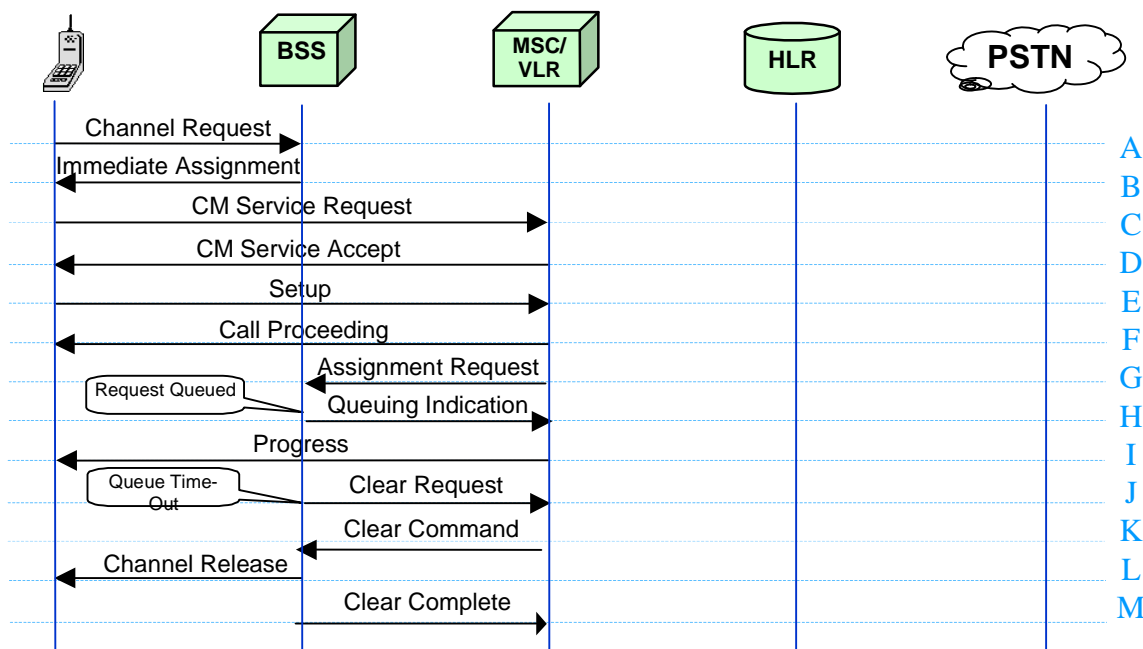 BSS
MSC/
VLR
HLR
PSTN
Channel Request
A
Immediate Assignment
B
CM Service Request
C
CM Service Accept
D
Setup
E
Call Proceeding
F
Assignment Request
G
Request Queued
Queuing Indication
H
Progress
I
Queue Time-
Out
Clear Request
J
Clear Command
K
Channel Release
L
Clear Complete
M